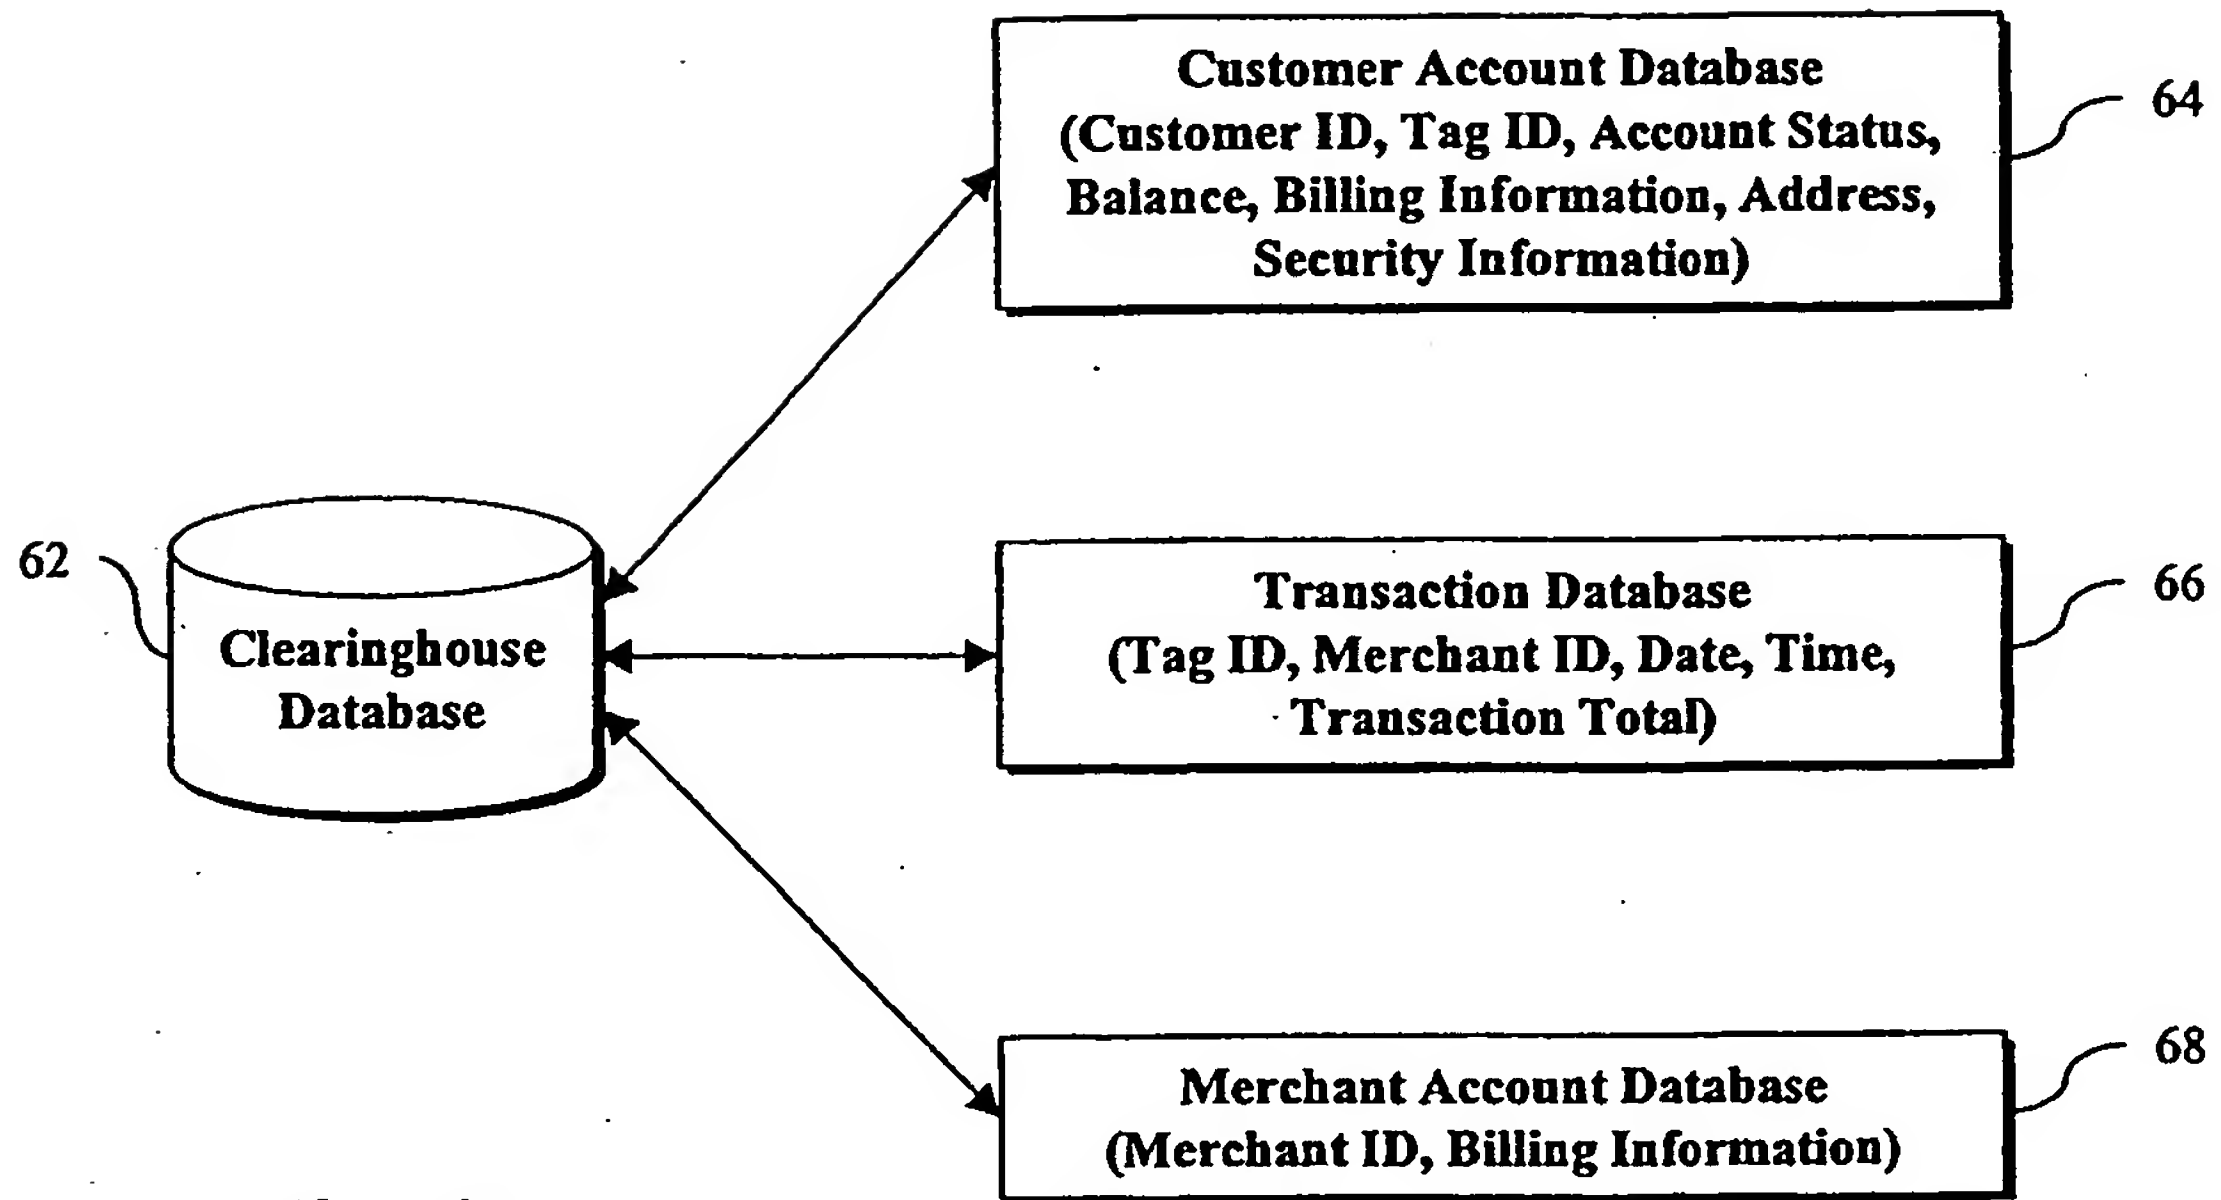 Customer Account Database
(Customer ID, Tag ID, Account Status,
Balance, Billing Information, Address,
Security Information)
64
62
Clearinghouse
Database
Transaction Database
(Tag ID, Merchant ID, Date, Time,
Transaction Total)
66
Merchant Account Database
(Merchant ID, Billing Information)
68